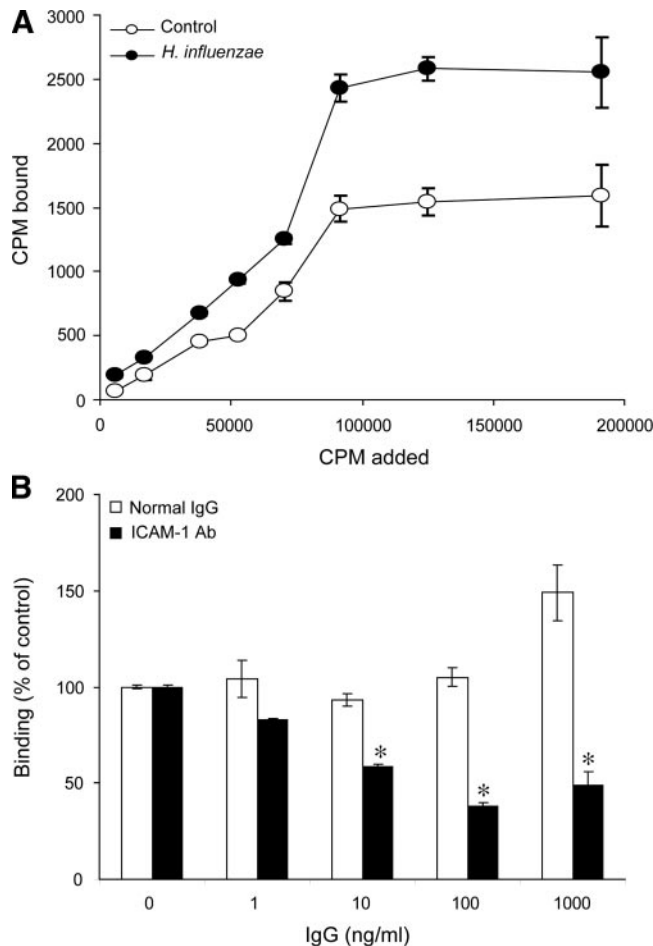 A
Control
H. influenzae
3000
2500
2000
1500
1000
500
0
CPM bound
0 50000 100000 150000 200000
CPM added
B
Normal IgG
ICAM-1 Ab
200
150
100
50
0
Binding (% of control)
* * *
0 1 10 100 1000
IgG (ng/ml)